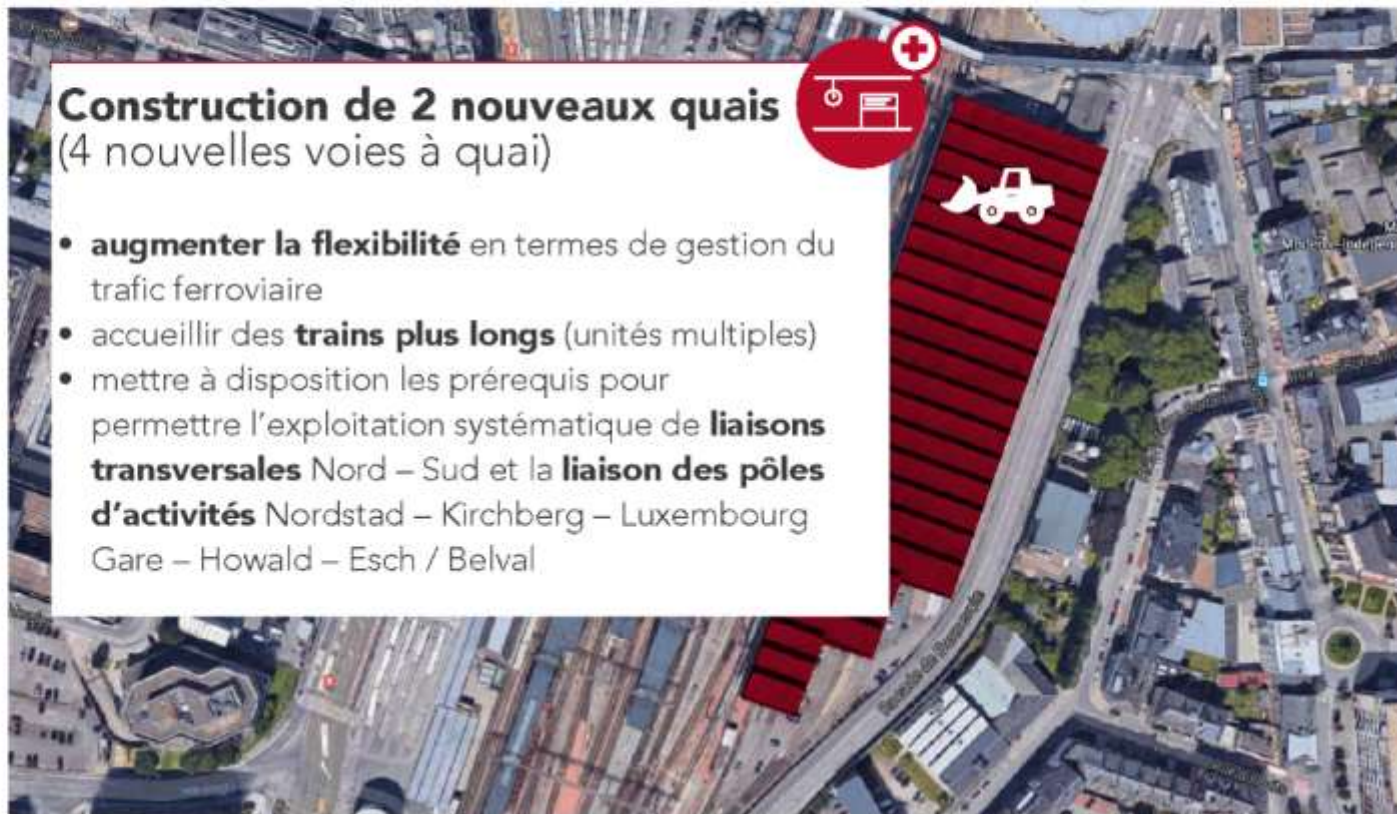 Construction de 2 nouveaux quais
(4 nouvelles voies à quai)
• augmenter la flexibilité en termes de gestion du
trafic ferroviaire
• accueillir des trains plus longs (unités multiples)
• mettre à disposition les prérequis pour
permettre l'exploitation systématique de liaisons
transversales Nord – Sud et la liaison des pôles
d'activités Nordstad – Kirchberg – Luxembourg
Gare – Howald – Esch / Belval